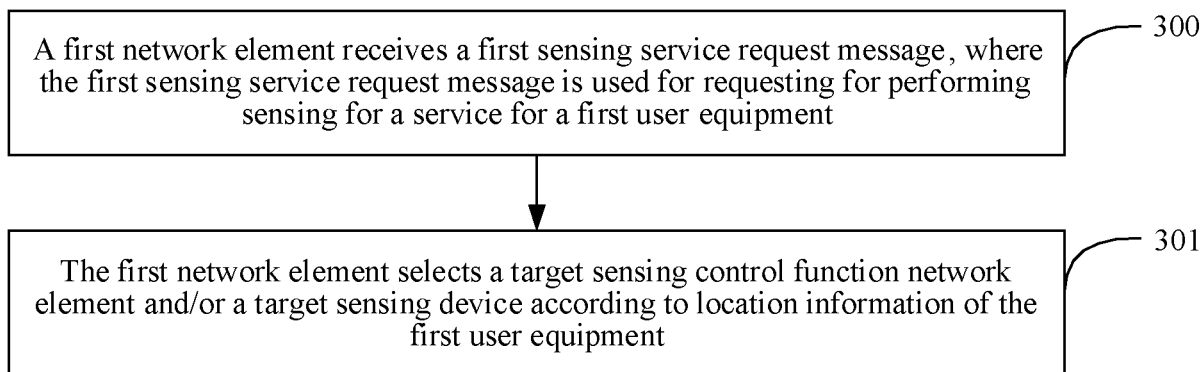 A first network element receives a first sensing service request message, where
the first sensing service request message is used for requesting for performing
sensing for a service for a first user equipment
300
The first network element selects a target sensing control function network
element and/or a target sensing device according to location information of the
first user equipment
301